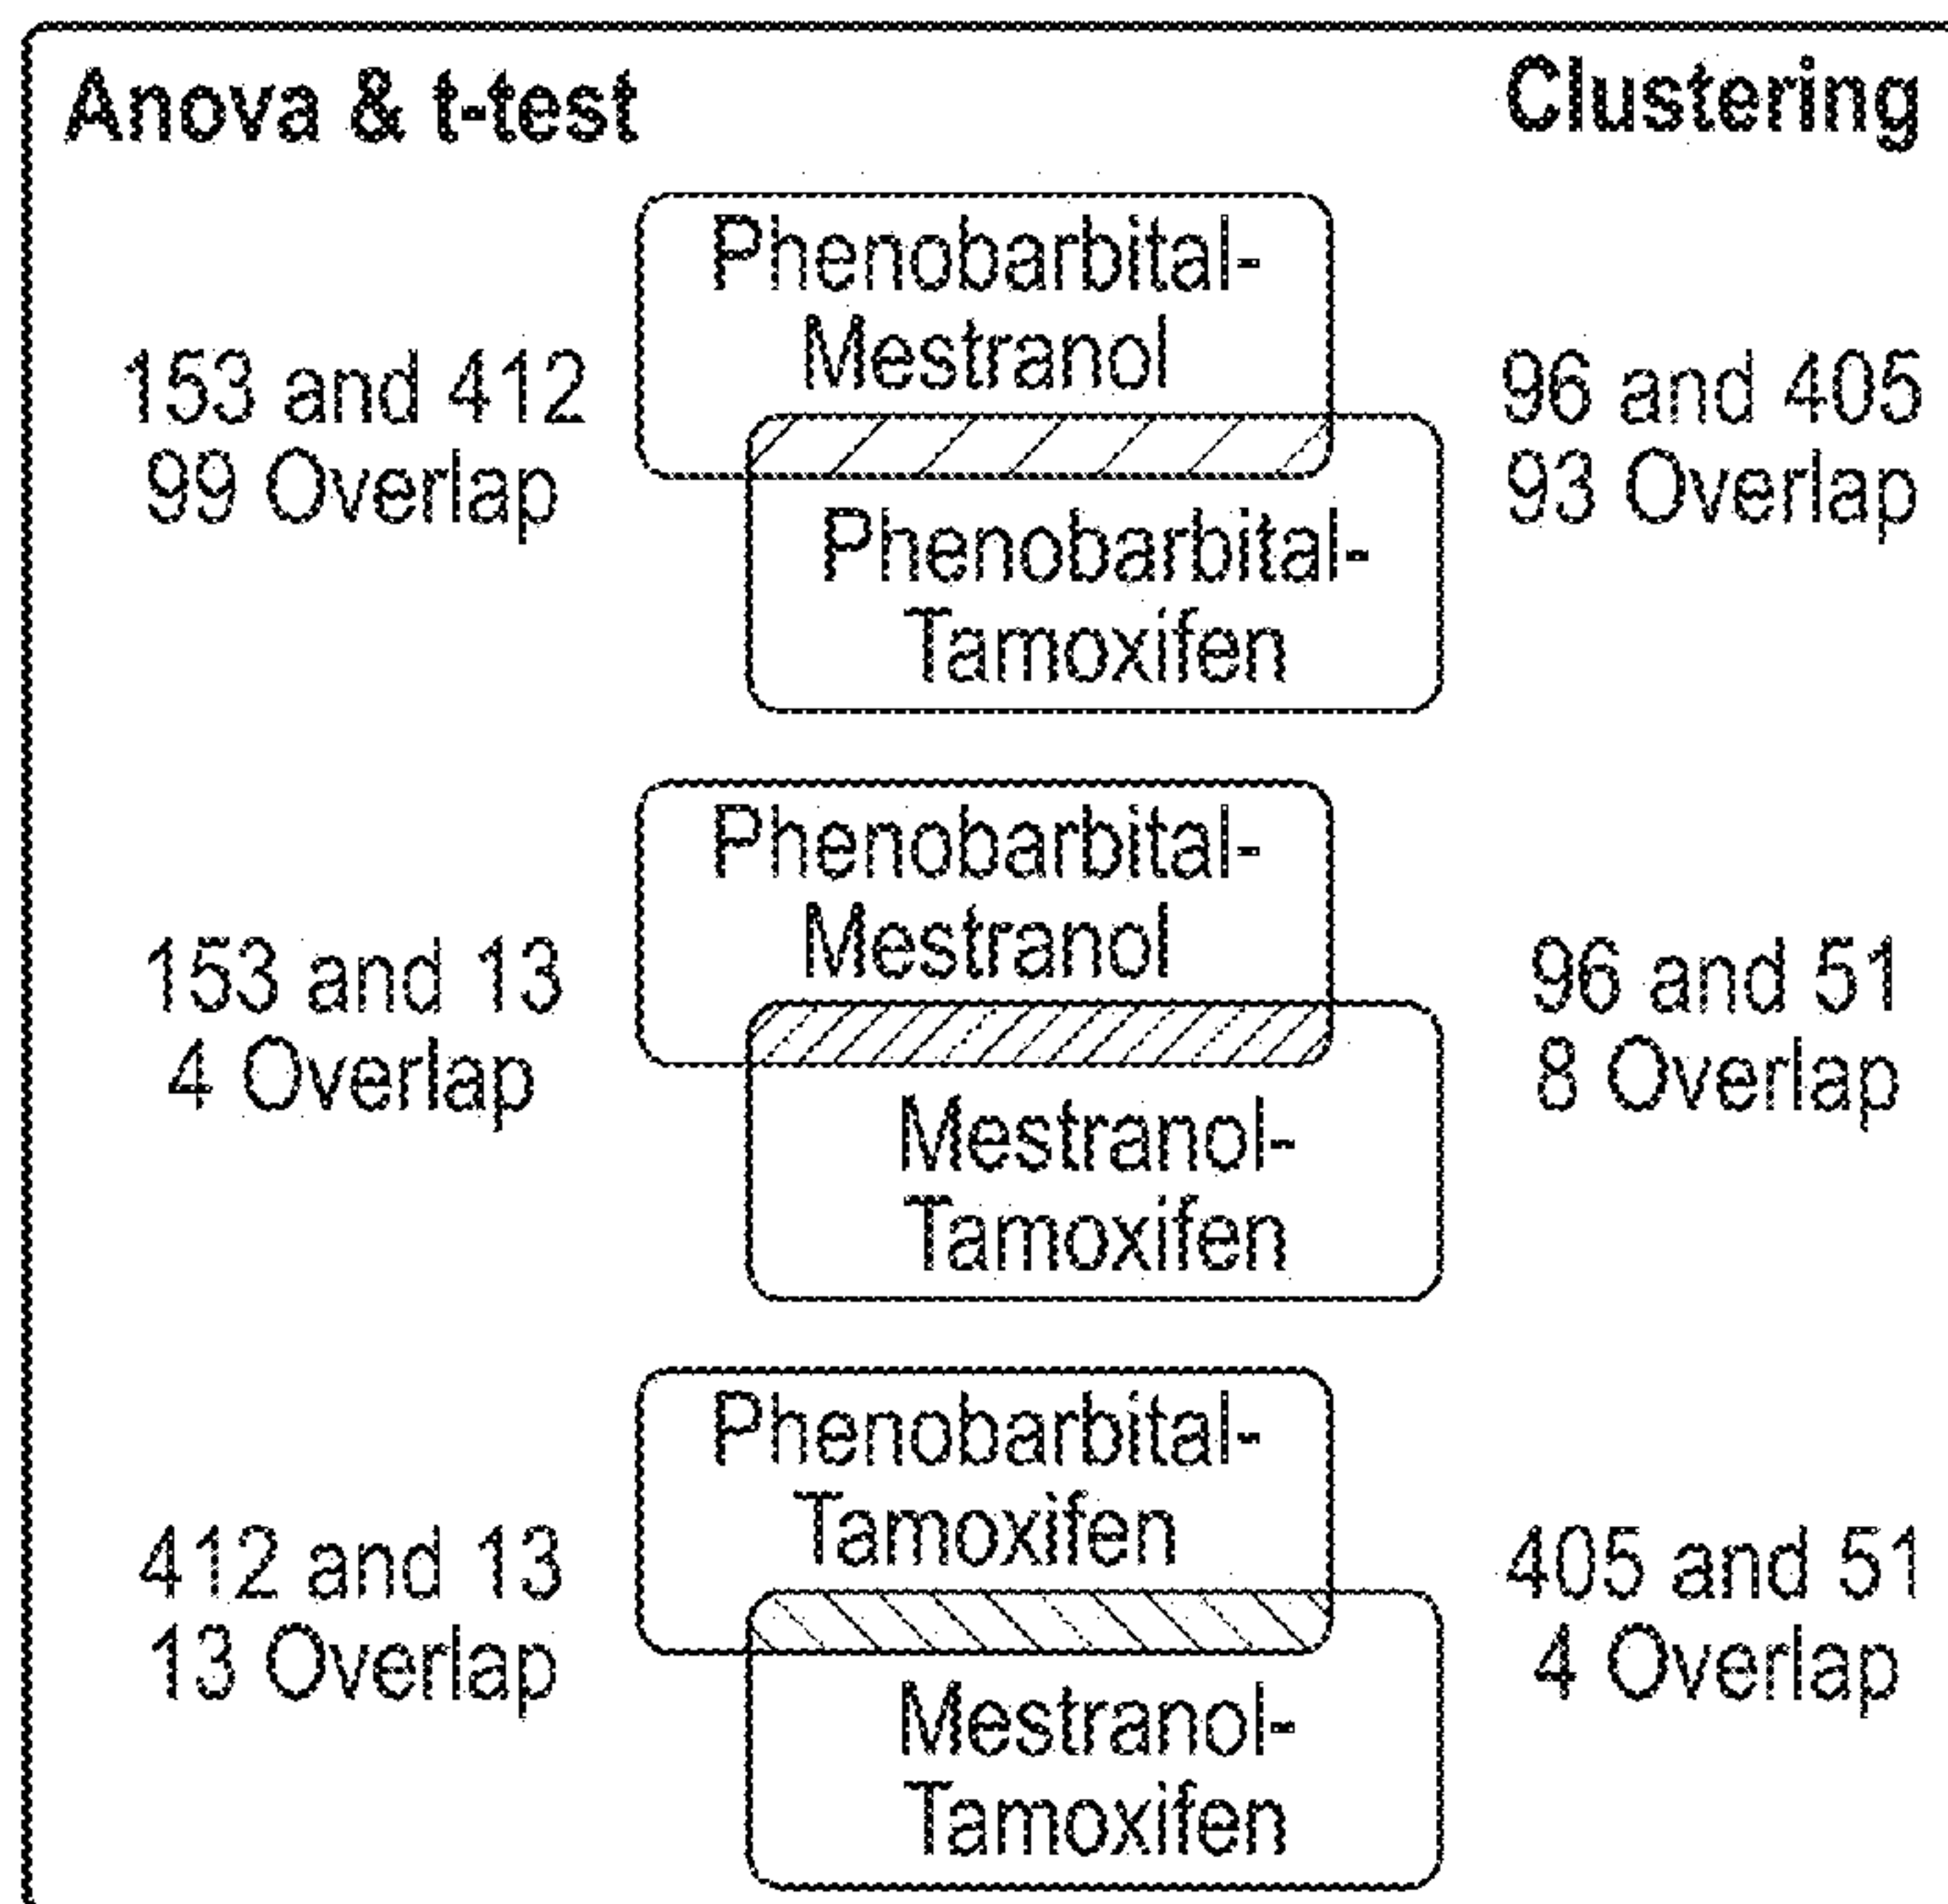 Anova & t-test
Clustering
Phenobarbital-
Mestranol
153 and 412
99 Overlap
96 and 405
93 Overlap
Phenobarbital-
Tamoxifen
Phenobarbital-
Mestranol
153 and 13
4 Overlap
96 and 51
8 Overlap
Mestranol-
Tamoxifen
Phenobarbital-
Tamoxifen
412 and 13
13 Overlap
405 and 51
4 Overlap
Mestranol-
Tamoxifen